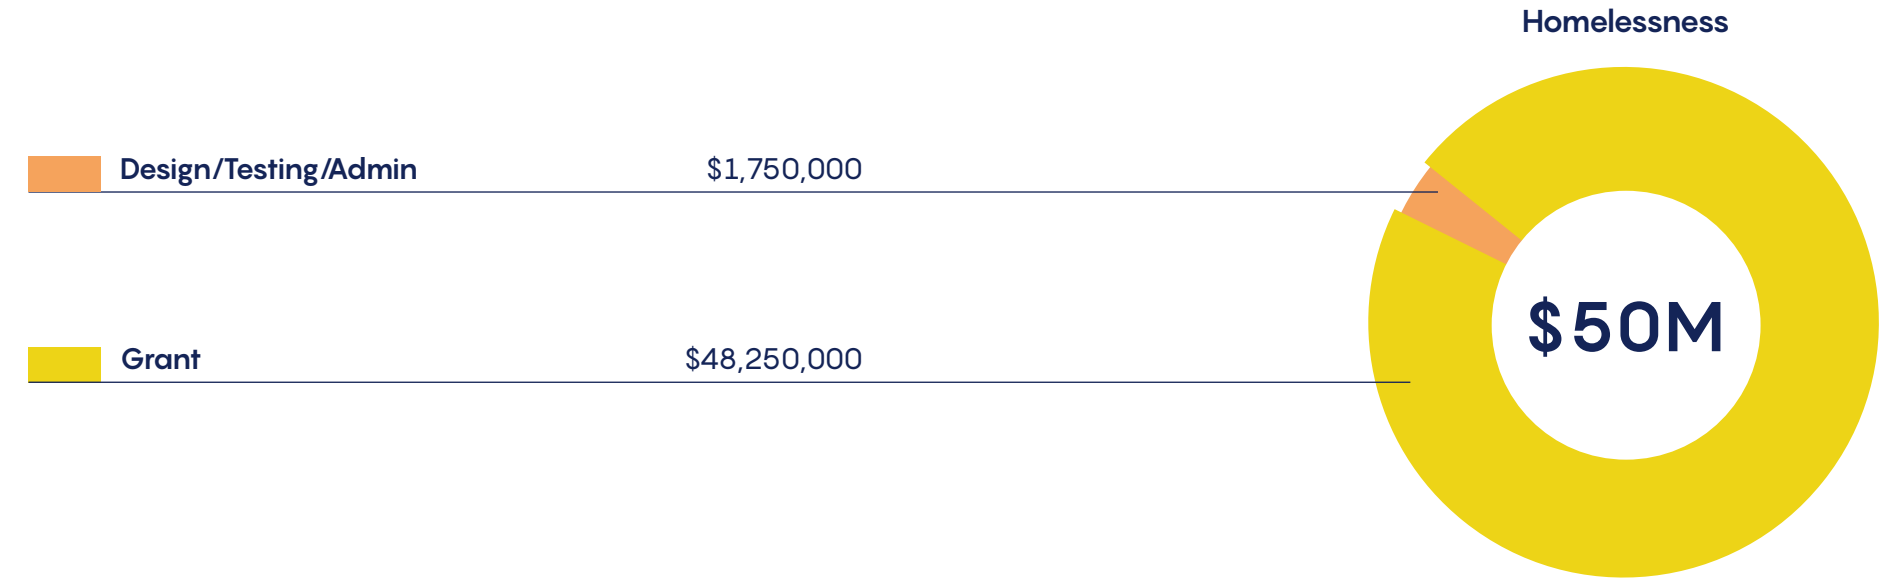 Homelessness
Design/Testing/Admin $1,750,000
Grant $48,250,000
$50M